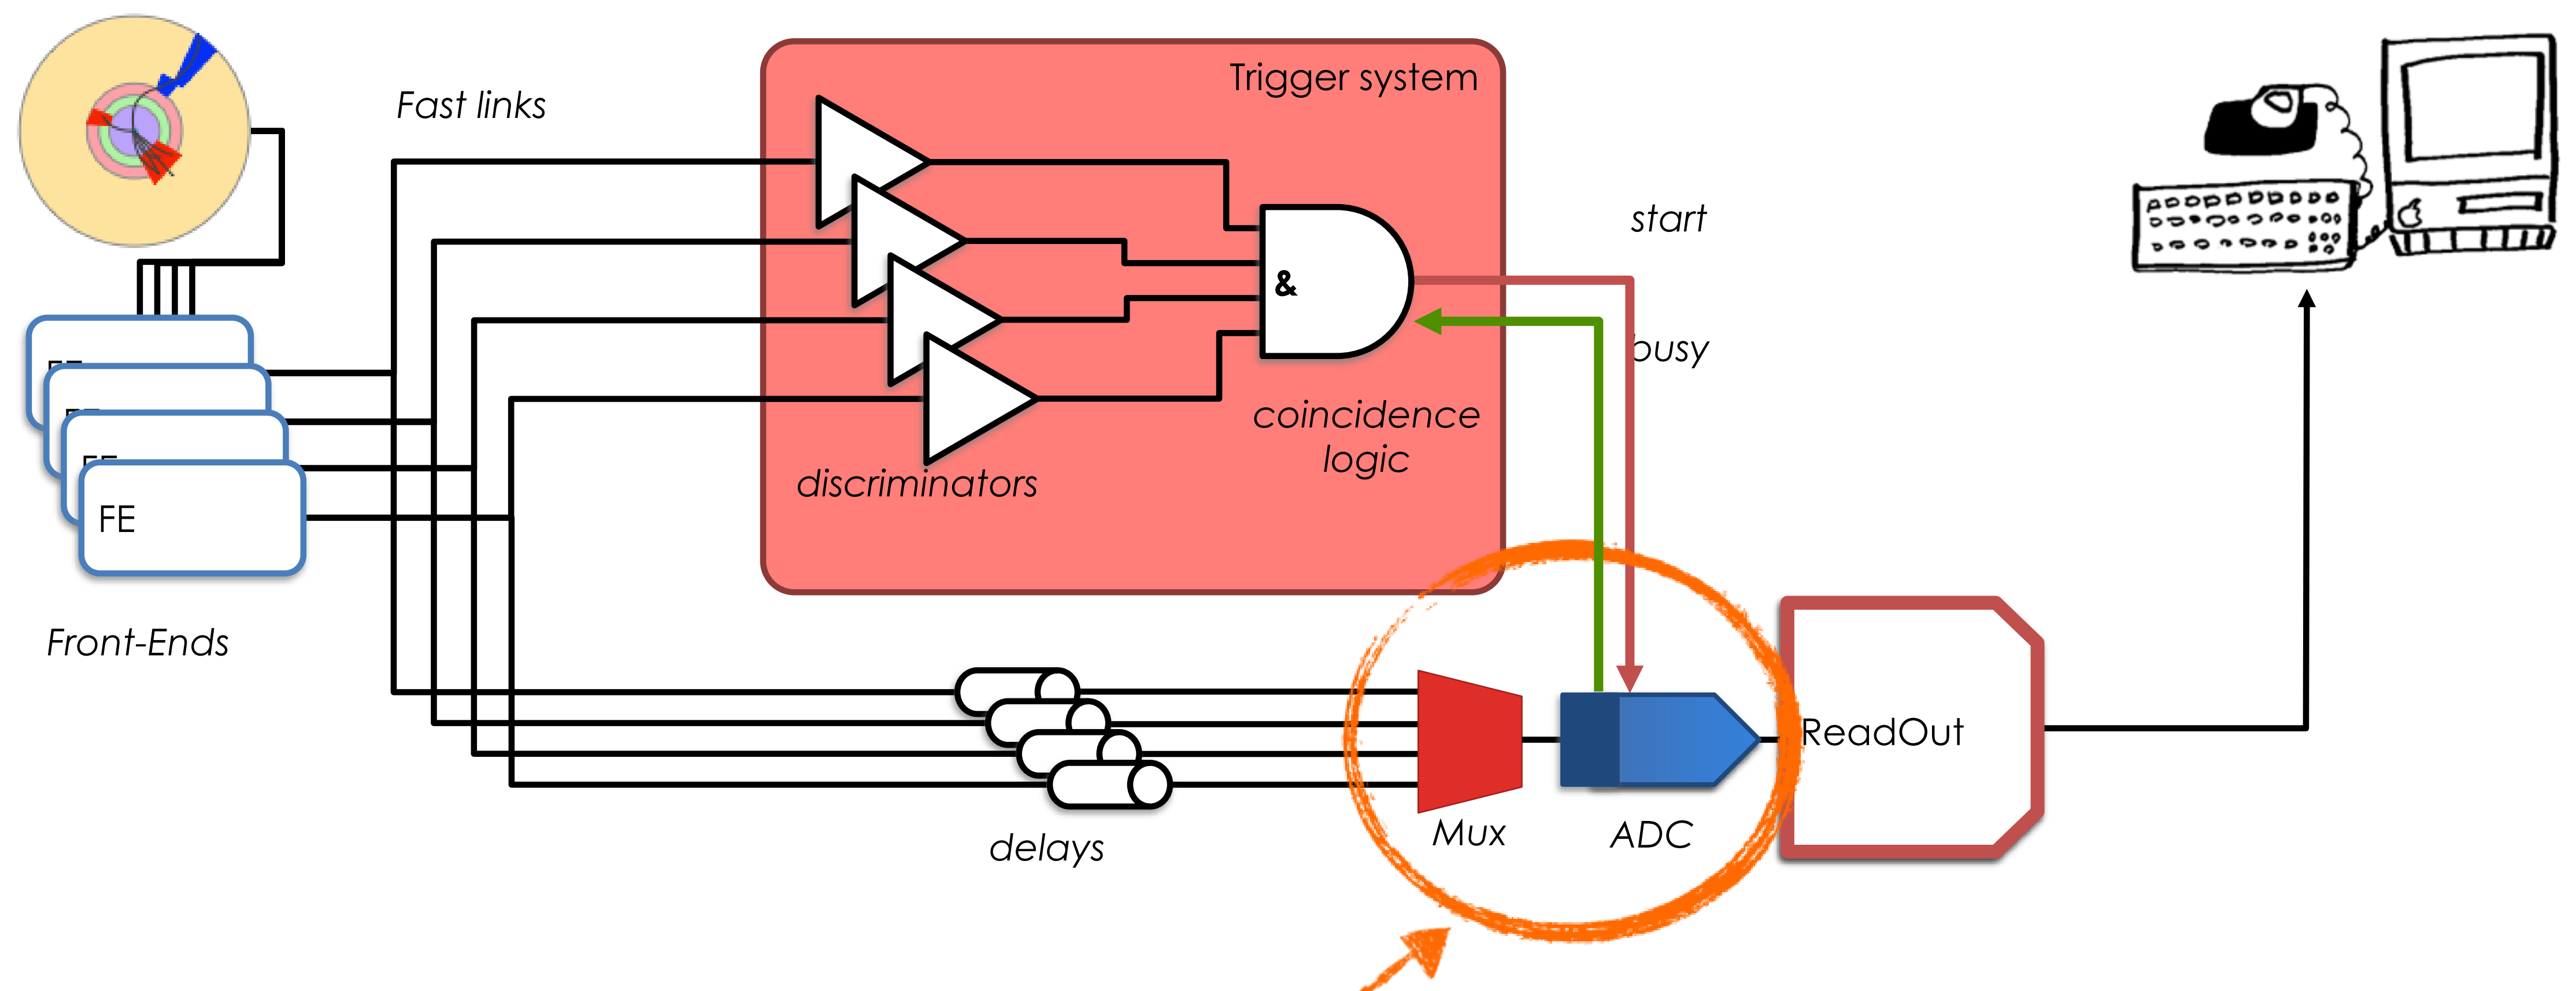 Fast links
Trigger system
start
&
busy
coincidence
logic
discriminators
FE
Front-Ends
ReadOut
Mux
ADC
delays